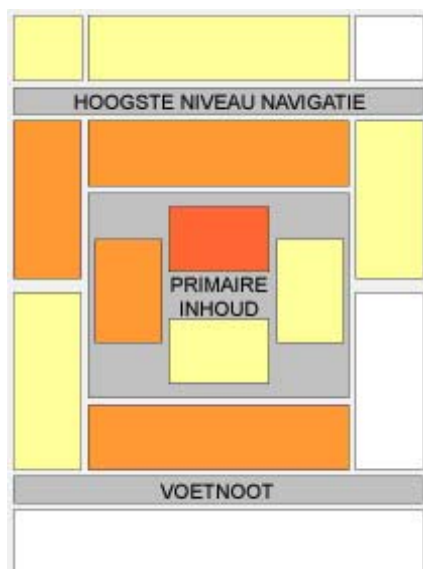 HOOGSTE NIVEAU NAVIGATIE
PRIMAIRE
INHOUD
VOETNOOT